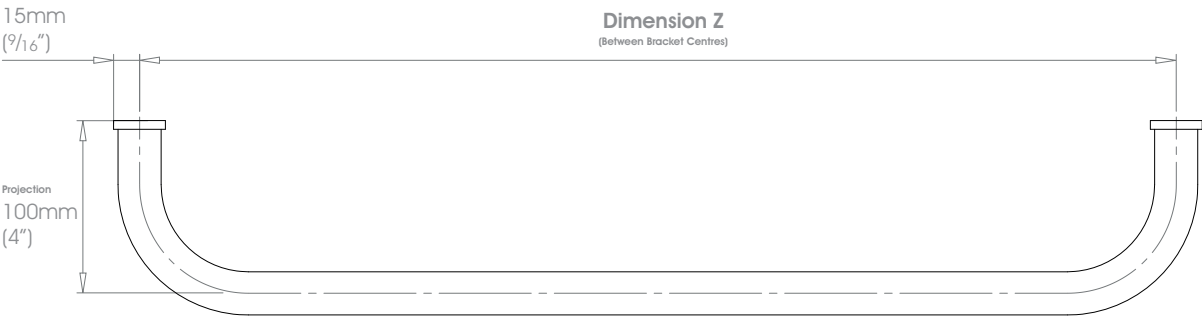 15mm
(9/16")
Dimension Z
(Between Bracket Centres)
Projection
100mm
(4")